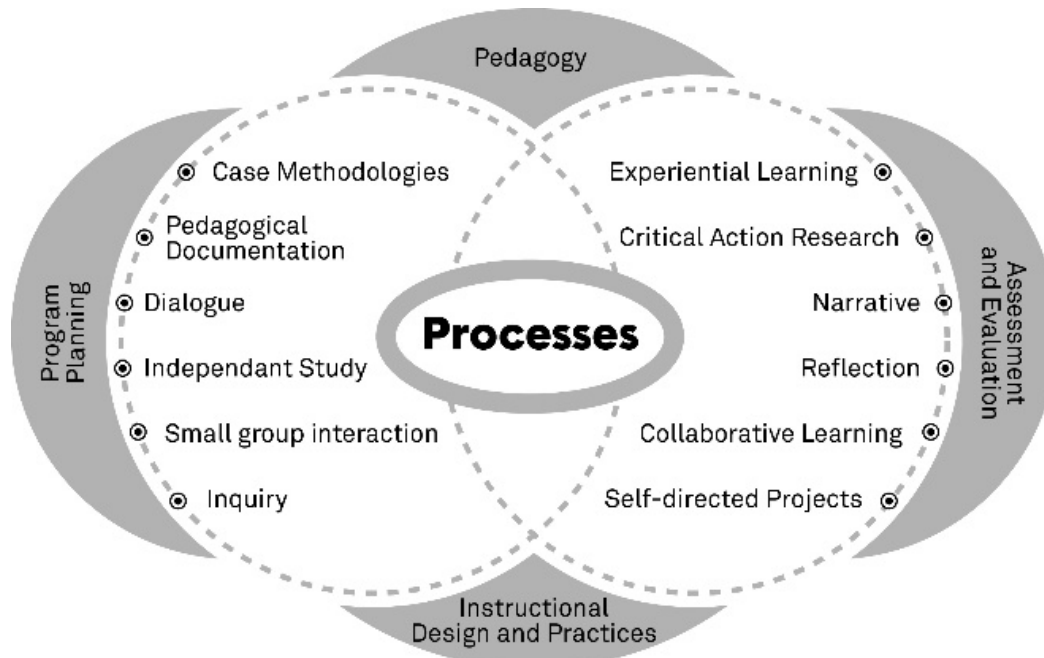 Pedagogy
Case Methodologies
Pedagogical
Documentation
Dialogue
Independant Study
Small group interaction
Inquiry
Program
Planning
Processes
Experiential Learning
Critical Action Research
Narrative
Reflection
Collaborative Learning
Self-directed Projects
Assessment
and Evaluation
Instructional
Design and Practices